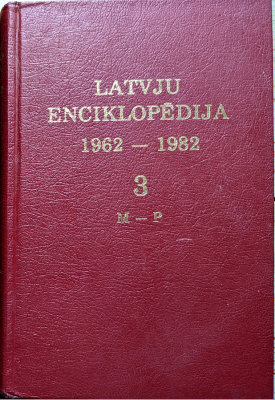 LATVJU
ENCIKLOPĒDIJA
1962 – 1982
3
M – P